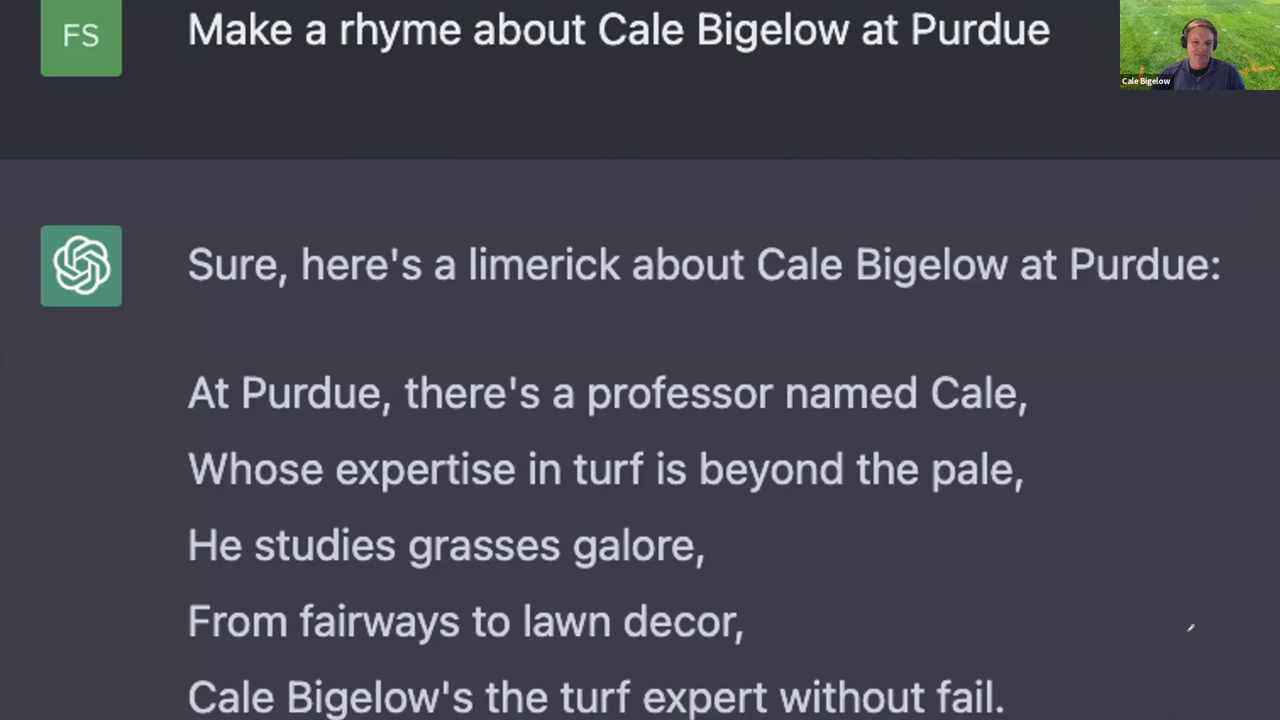 FS
Make a rhyme about Cale Bigelow at Purdue
Cale Bigelow
Sure, here's a limerick about Cale Bigelow at Purdue:
At Purdue, there's a professor named Cale,
Whose expertise in turf is beyond the pale,
He studies grasses galore,
From fairways to lawn decor,
Cale Bigelow's the turf expert without fail.